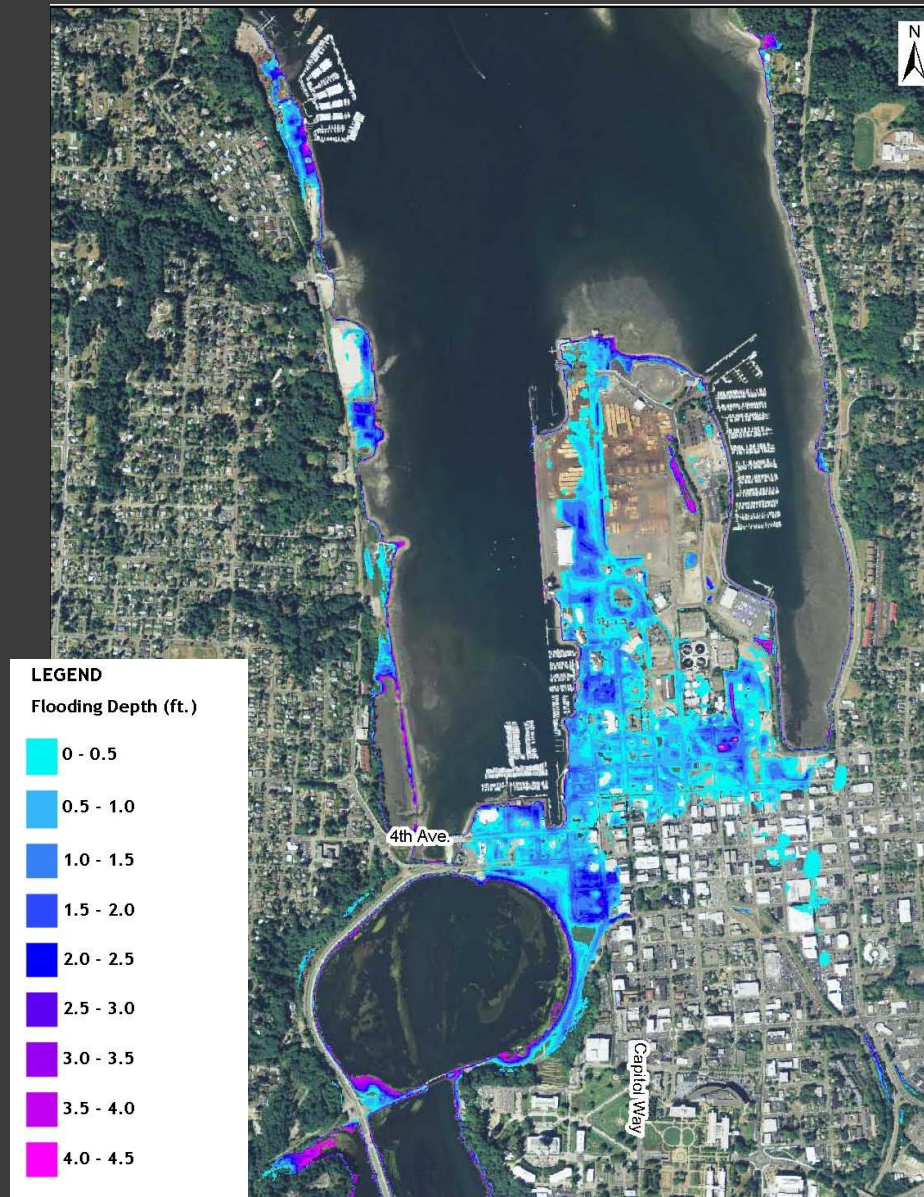 N
4th Ave.
Capitol Way
LEGEND
Flooding Depth (ft.)
0 - 0.5
0.5 - 1.0
1.0 - 1.5
1.5 - 2.0
2.0 - 2.5
2.5 - 3.0
3.0 - 3.5
3.5 - 4.0
4.0 - 4.5